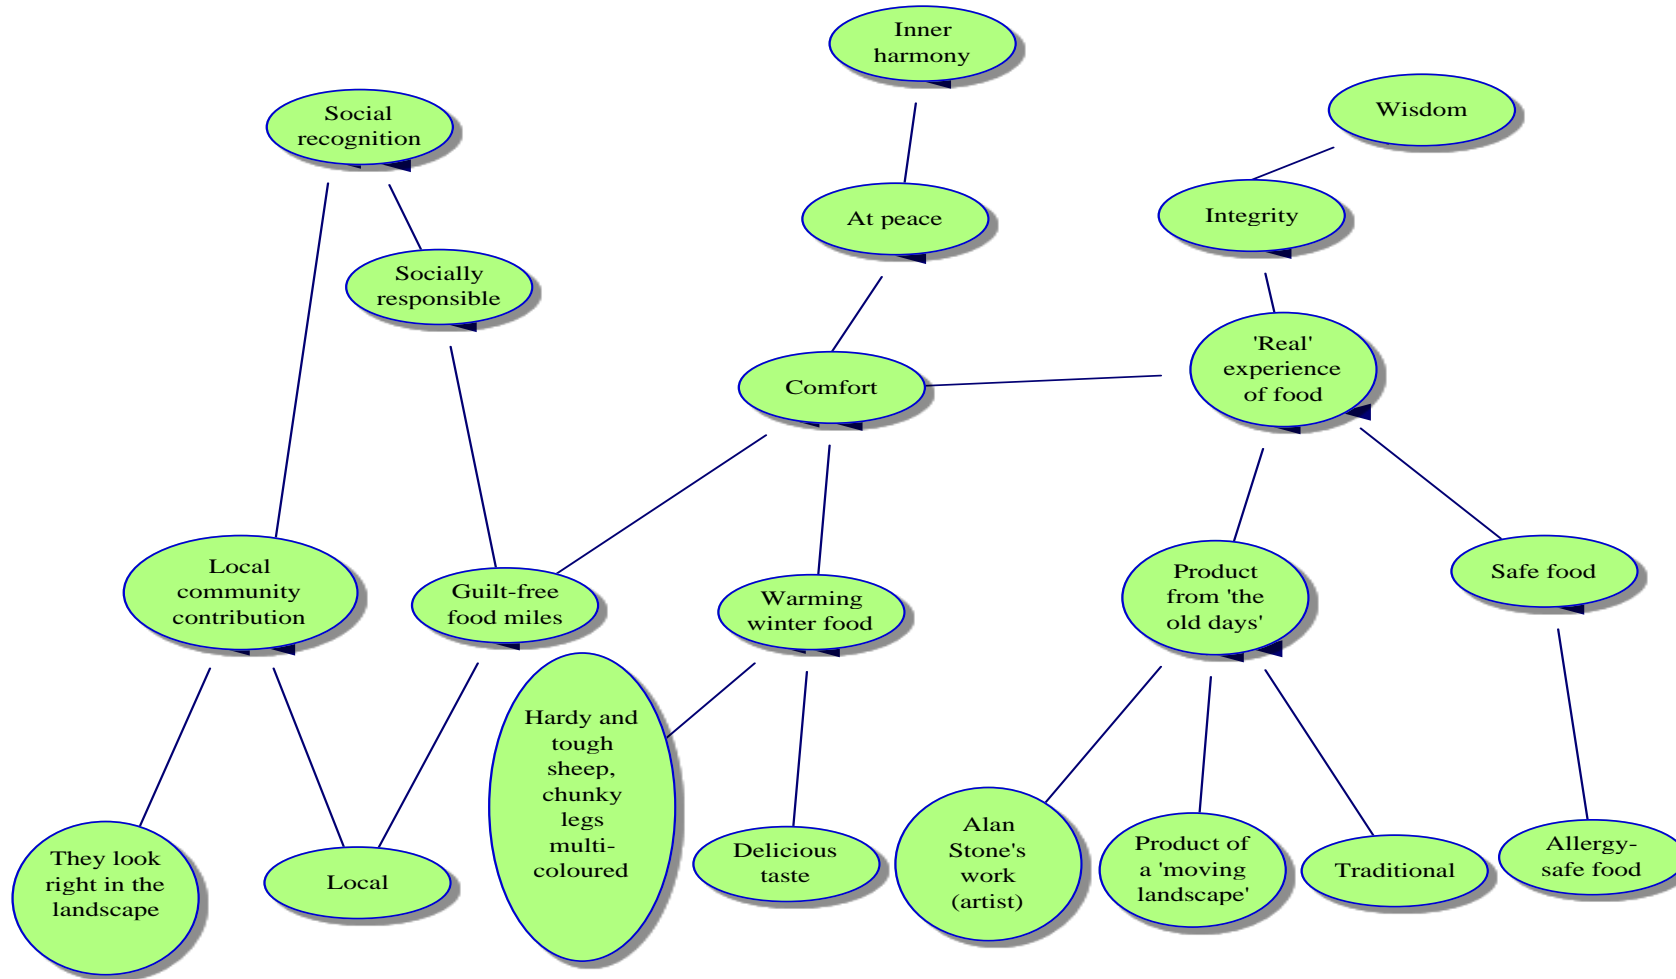 Inner
harmony
Wisdom
Social
recognition
At peace
Integrity
Socially
responsible
'Real'
experience
of food
Comfort
Local
community
contribution
Guilt-free
food miles
Warming
winter food
Product
from 'the
old days'
Safe food
Hardy and
tough
sheep,
chunky
legs
multi-
coloured
They look
right in the
landscape
Local
Delicious
taste
Alan
Stone's
work
(artist)
Product of
a 'moving
landscape'
Traditional
Allergy-
safe food